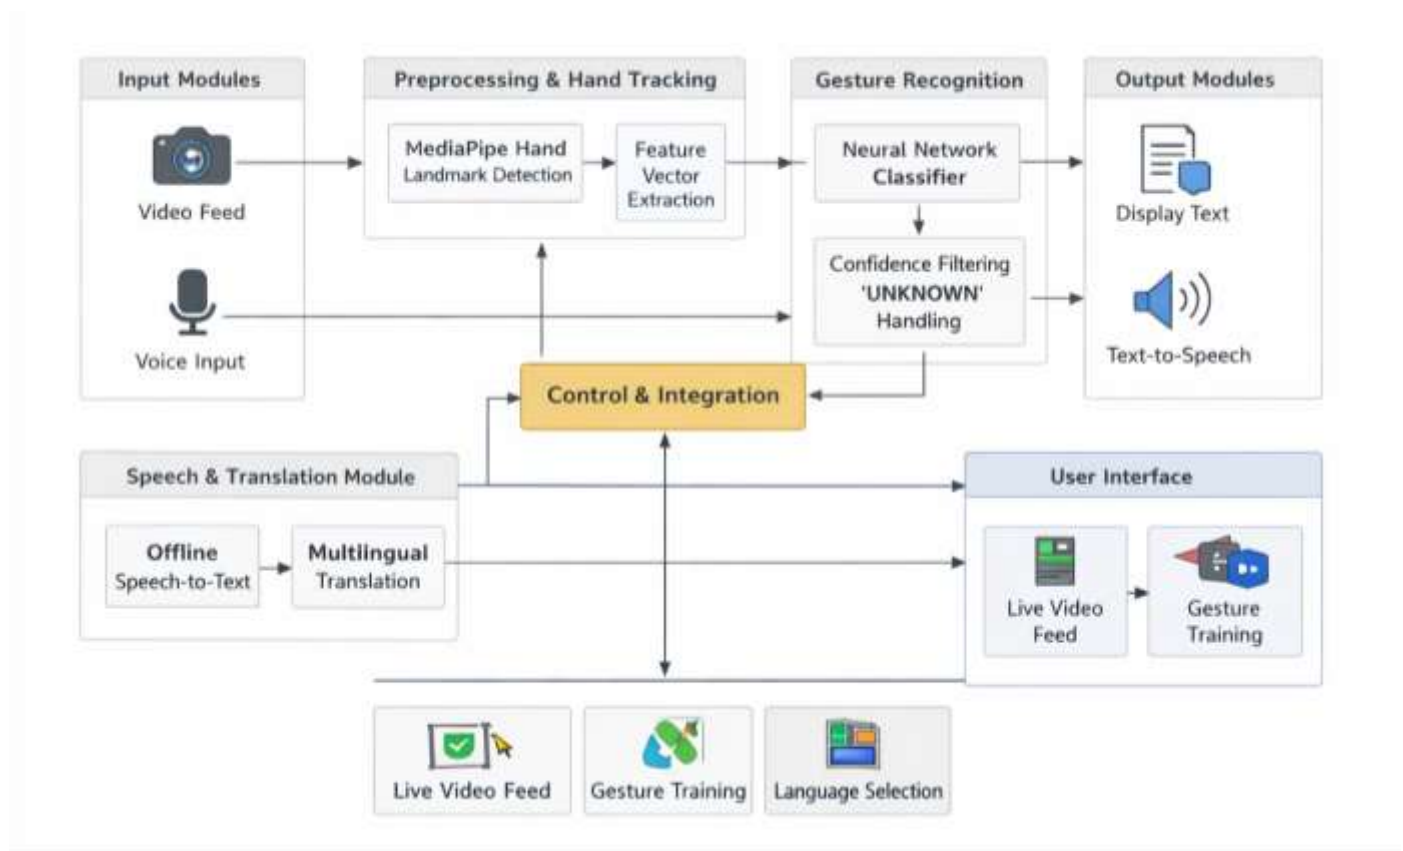 Input Modules
Video Feed
Voice Input
Preprocessing & Hand Tracking
MediaPipe Hand
Landmark Detection
Feature
Vector
Extraction
Gesture Recognition
Neural Network
Classifier
Confidence Filtering
'UNKNOWN'
Handling
Output Modules
Display Text
Text-to-Speech
Control & Integration
Speech & Translation Module
Offline
Speech-to-Text
Multilingual
Translation
User Interface
Live Video
Feed
Gesture
Training
Live Video Feed
Gesture Training
Language Selection